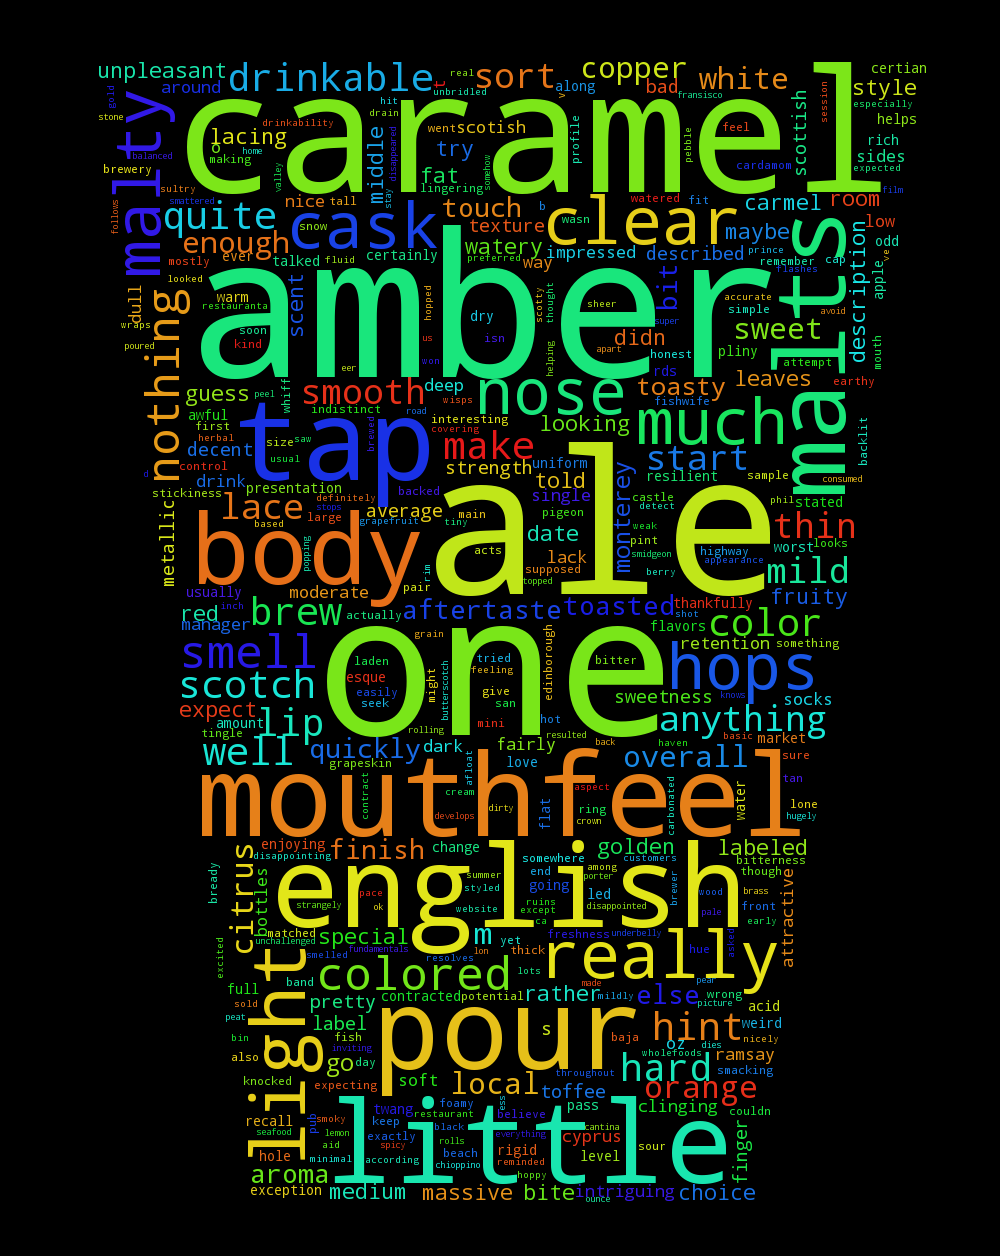 unpleasant
around
drinkable
real
unbridled
t
sort
along
copper
v
bad
fransisco
white
certian
style
especially
gold
stone
malty
balanced
brewery
lacing
o
making
home
drinkability
hit
drain
caramel
went
scotish
try
profile
pebble
feel
session
scottish
helps
rich
sides
expected
film
middle
disappeared
stay
fat
lingering
somehow
cardamom
valley
sultry
smattered
follows
quite
nice
tall
snow
cask
touch
texture
b
wasn
watered
fit
clear
carmel
room
low
odd
enough
ever
talked
fluid
certainly
watery
preferred
way
impressed
described
maybe
prince
remember
cap
flashes
ve
mostly
looked
dull
wraps
poured
nothing
warm
restauranta
soon
kind
scent
amber
eer
us
hopped
won
dry
isn
scotty
thought
helping
sheer
apart
didn
bit
super
honest
accurate
simple
pliny
avoid
sweet
attempt
malts
description
apple
mouth
earthy
backlit
guess
awful
first
herbal
decent
control
drink
peel
whiff
indistinct
size
saw
usual
smooth
deep
road
wisps
covering
interesting
nose
looking
rds
fishwife
toasty
leaves
much
tap
brewed
make
strength
uniform
told
single
start
resilient
sample
consumed
phil
stated
a
stickiness
presentation
definitely
stops
backed
lace
based
large
grapefruit
average
tiny
main
pigeon
date
monterey
castle
detect
weak
pint
smidgeon
highway
appearance
thin
worst
looks
metallic
body
popping
ale
acts
lack
supposed
topped
berry
mild
usually
inch
moderate
pair
rim
red
manager
brew
actually
aftertaste
toasted
thankfully
shot
flavors
fruity
color
retention
something
smell
grain
laden
esque
easily
seek
one
might
butterscotch
tried
feeling
give
san
edinborough
bitter
hops
sweetness
knows
socks
scotch
expect
amount
tingle
lip
rolling
mini
hot
resulted
anything
basic
market
sure
well
quickly
grapeskin
dark
fairly
back
love
overall
haven
tan
contract
afloat
cream
develops
dirty
flat
aspect
ring
crown
carbonated
water
lone
hugely
mouthfeel
enjoying
disappointing
finish
change
somewhere
end
among
customers
golden
labeled
bitterness
though
bready
citrus
bottles
english
strangely
pace
ok
summer
styled
website
going
porter
ruins
except
led
disappointed
brewer
wood
pale
brass
front
early
attractive
excited
matched
unchallenged
smelled
special
fundamentals
m
lon
ca
yet
thick
freshness
underbelly
hue
asked
really
resolves
lots
light
full
sold
peat
bin
also
band
colored
pretty
contracted
potential
rather
made
mildly
else
pear
wrong
picture
acid
weird
nicely
label
fish
inviting
pour
s
baja
hint
oz
dies
wholefoods
ramsay
smacking
knocked
go
day
expecting
soft
local
throughout
toffee
hard
orange
recall
seafood
hole
pub
smoky
lemon
aid
minimal
spicy
twang
keep
exactly
according
foamy
restaurant
black
rolls
beach
chioppino
ess
believe
everything
reminded
hoppy
pass
cantina
cyprus
rigid
level
sour
clinging
couldn
finger
little
aroma
exception
medium
massive
bite
ounce
intriguing
choice